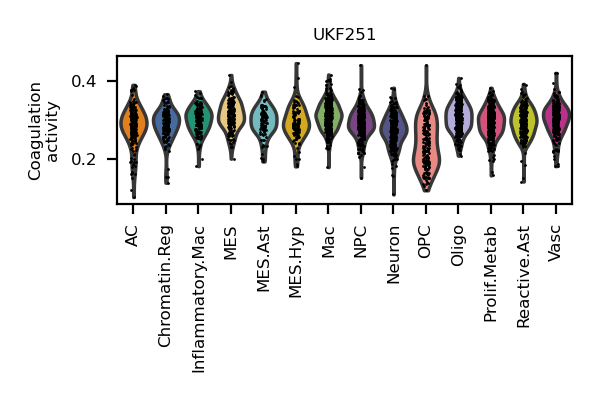 UKF251
Coagulation
activity
0.4
0.2
AC
Chromatin.Reg
Inflammatory.Mac
MES
MES.Ast
MES.Hyp
Mac
NPC
Neuron
OPC
Oligo
Prolif.Metab
Reactive.Ast
Vasc